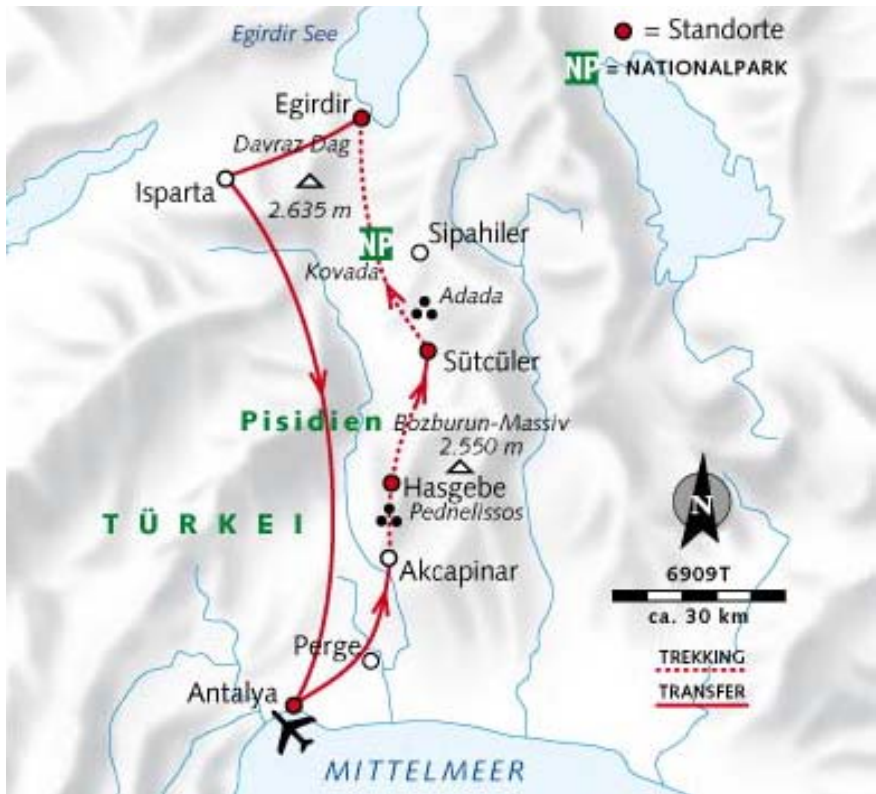 Egirdir See
= Standorte
NP = NATIONALPARK
Egirdir
Davraz Dag
Isparta
2.635 m
NP
Sipahiler
Kovada
Adada
Sütcüler
Pisidien
Bozburun-Massiv
2.550 m
Hasgebe
Pednelissos
TÜRKEI
N
Akcapinar
6909T
ca. 30 km
Perge
TREKKING
Antalya
TRANSFER
MITTELMEER